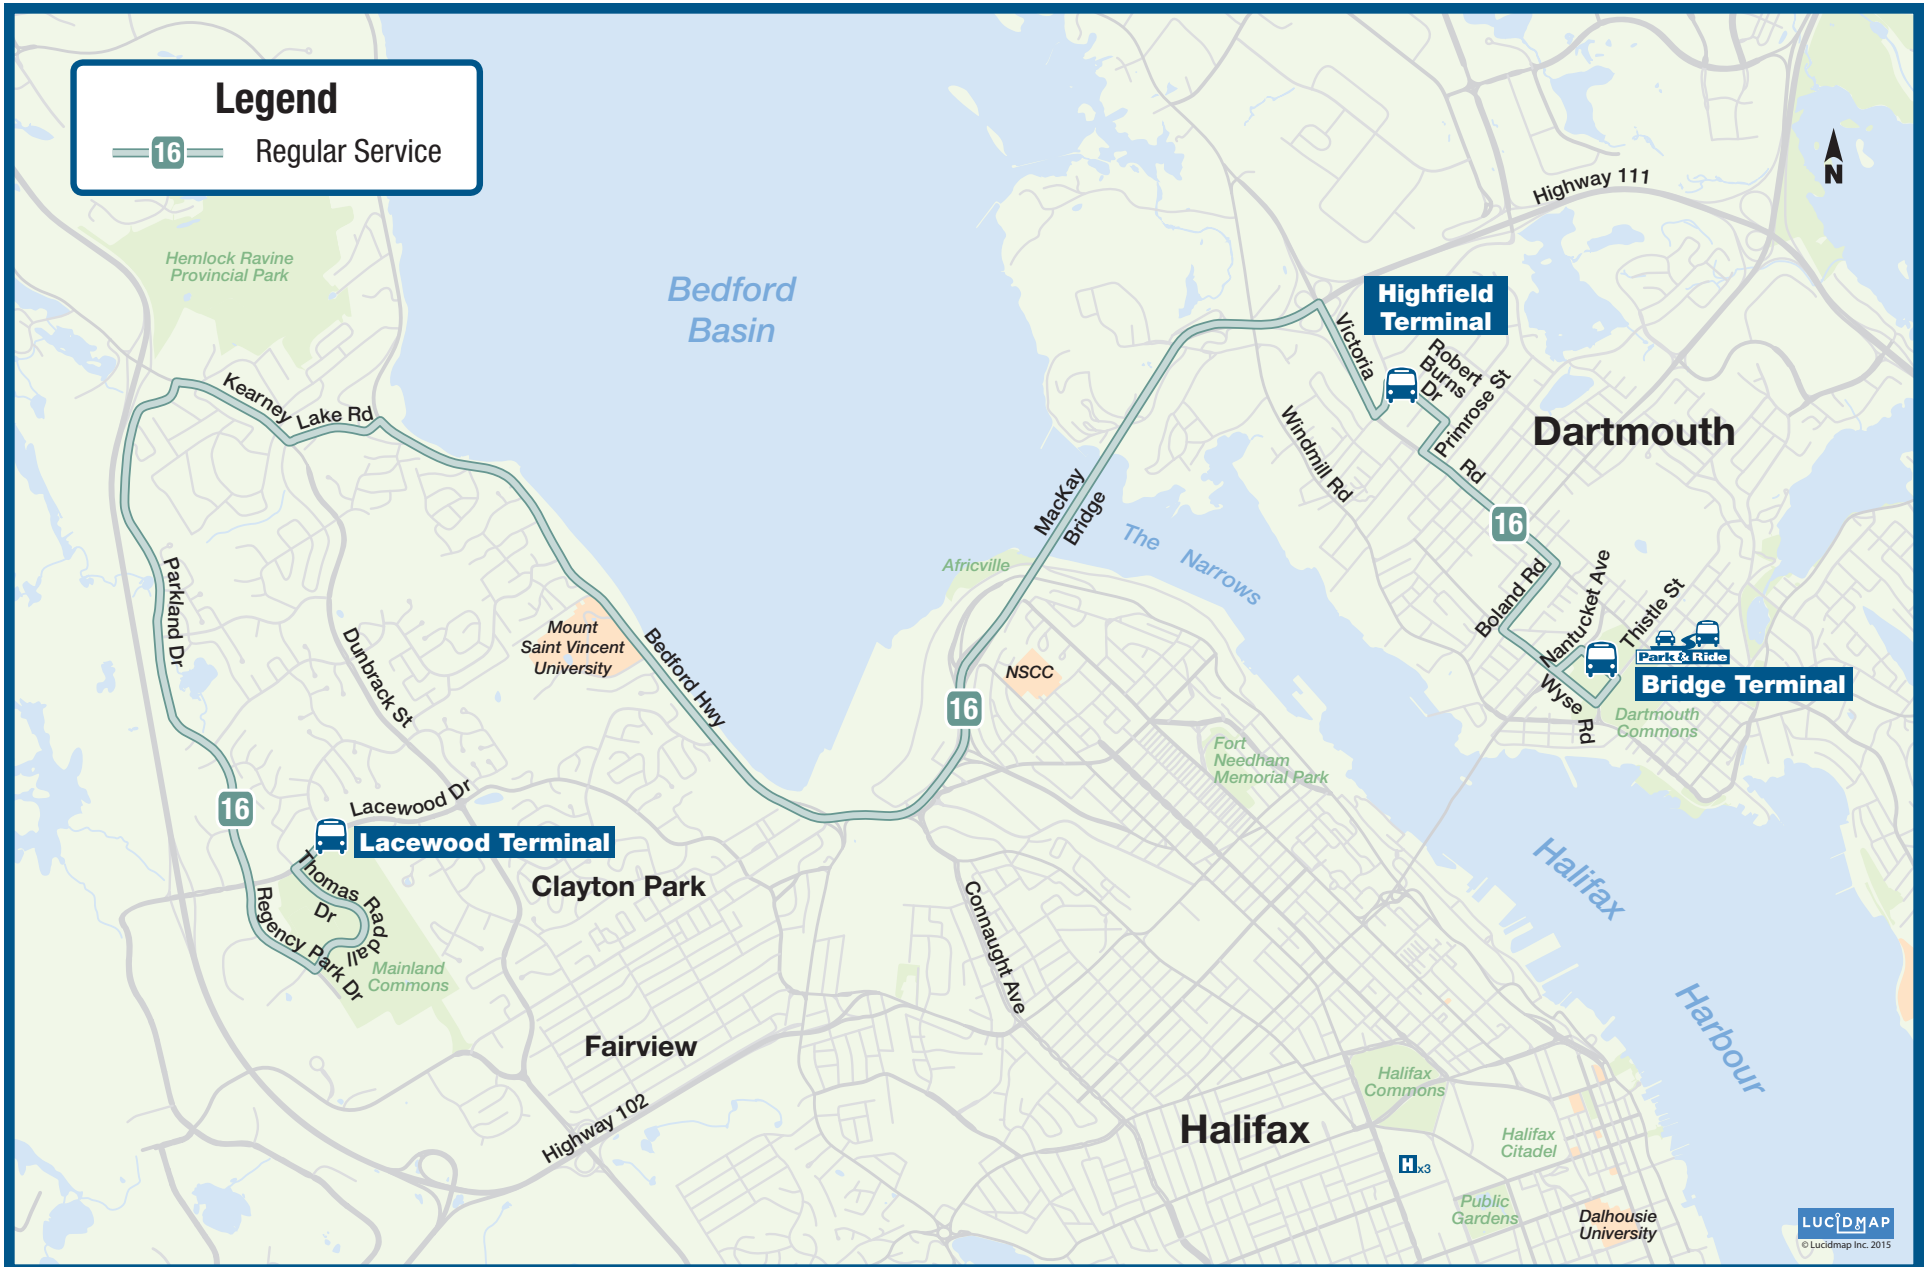 Legend
16
Regular Service
N
Highway 111
Hemlock Ravine
Provincial Park
Bedford
Basin
Highfield
Terminal
Victoria
Robert
Burns
Dr
Primrose St
Rd
Kearney
Lake Rd
Dartmouth
Windmill Rd
MacKay
Bridge
16
The Narrows
Africville
Boland Rd
Nantucket Ave
Thistle St
Park & Ride
Bridge Terminal
Wyse
Rd
Dartmouth
Commons
Parkland Dr
Mount
Saint Vincent
University
Dunbrack St
Bedford Hwy
NSCC
16
Fort
Needham
Memorial Park
16
Lacewood Dr
Lacewood Terminal
Thomas Raddall
Dr
Regency Park Dr
Mainland
Commons
Clayton Park
Connaught Ave
Halifax
Harbour
Fairview
Highway 102
Halifax
Commons
Halifax
Halifax
Citadel
H x3
Public
Gardens
Dalhousie
University
LUCIDMAP
© Lucidmap Inc. 2015